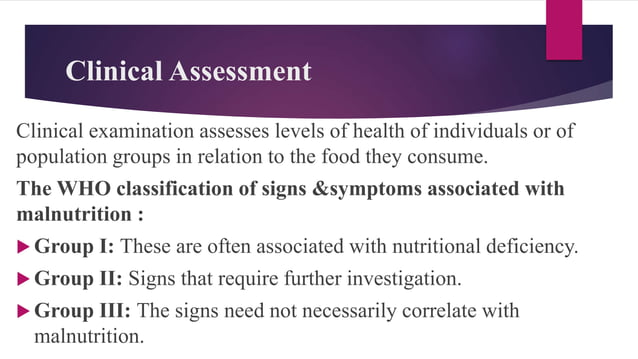 Clinical Assessment
Clinical examination assesses levels of health of individuals or of
population groups in relation to the food they consume.
The WHO classification of signs &symptoms associated with
malnutrition :
Group I: These are often associated with nutritional deficiency.
Group II: Signs that require further investigation.
Group III: The signs need not necessarily correlate with
malnutrition.